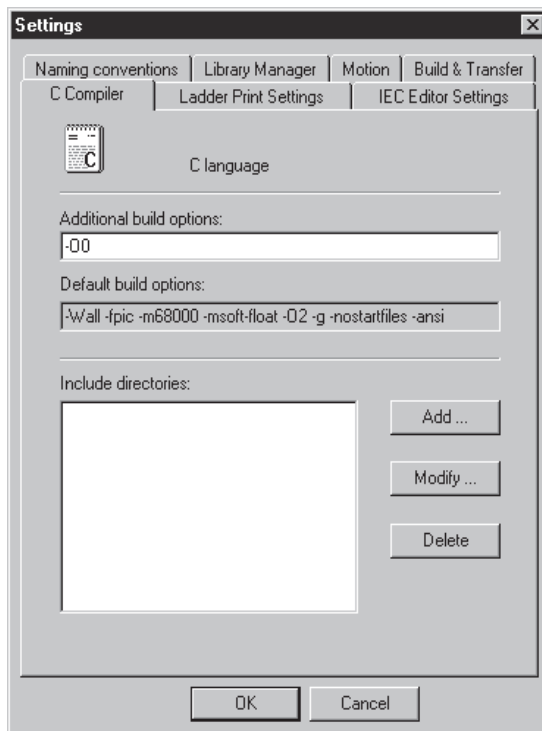 Settings
Naming conventions Library Manager Motion Build & Transfer
C Compiler Ladder Print Settings IEC Editor Settings
C
C language
Additional build options:
-O0
Default build options:
-Wall -fpic -m68000 -msoft-float -O2 -g -nostartfiles -ansi
Include directories:
Add ...
Modify ...
Delete
OK Cancel